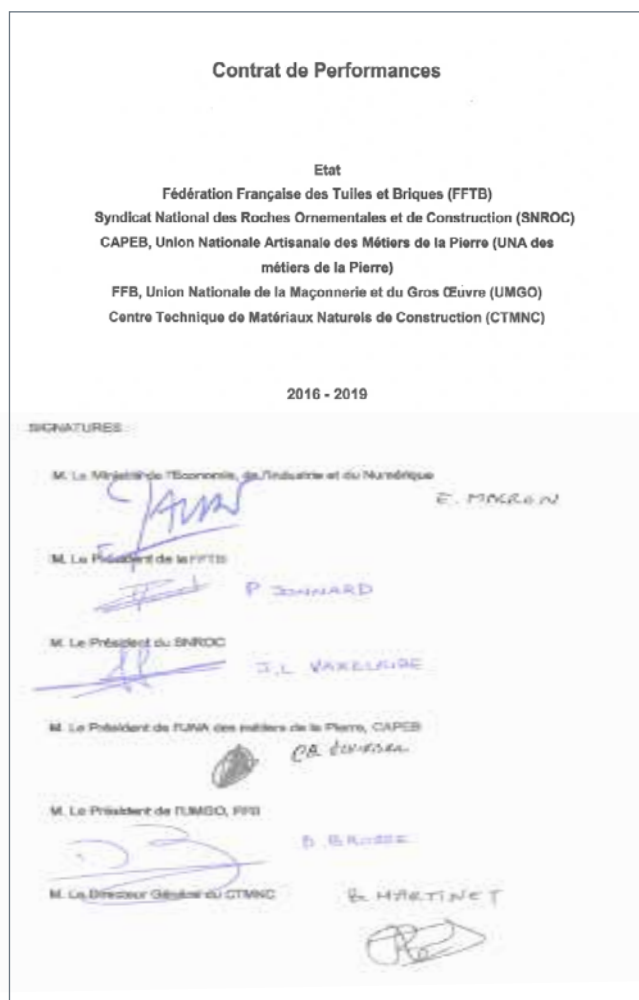 Contrat de Performances
Etat
Fédération Française des Tuiles et Briques (FFTB)
Syndicat National des Roches Ornementales et de Construction (SNROC)
CAPEB, Union Nationale Artisanale des Métiers de la Pierre (UNA des
métiers de la Pierre)
FFB, Union Nationale de la Maçonnerie et du Gros Œuvre (UMGO)
Centre Technique de Matériaux Naturels de Construction (CTMNC)
2016 - 2019
SIGNATURES
M. Le Ministre de l'Economie, de l'Industrie et du Numérique
E. MACRON
M. Le Président de la FFTB
P JONNARD
M. Le Président du SNROC
J.L VAXELAIRE
M. Le Président de l'UNA des métiers de la Pierre, CAPEB
M. Le Président de l'UMGO, FFB
M. Le Directeur Général du CTMNC
MARTINET